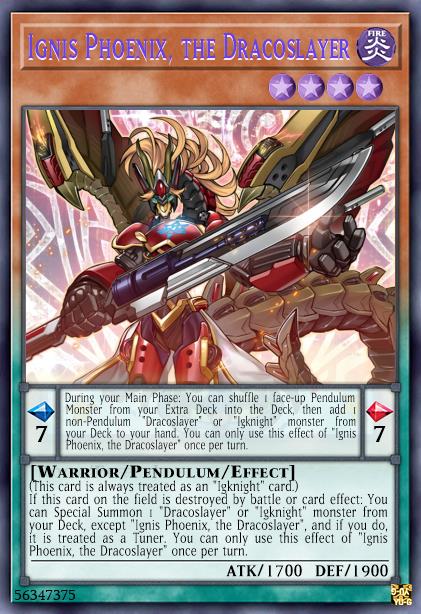 Ignis Phoenix, the Dracoslayer
FIRE
炎
During your Main Phase: You can shuffle 1 face-up Pendulum
Monster from your Extra Deck into the Deck, then add 1
non-Pendulum "Dracoslayer" or "Igknight" monster from
your Deck to your hand. You can only use this effect of "Ignis
Phoenix, the Dracoslayer" once per turn.
7
7
[Warrior/Pendulum/Effect]
(This card is always treated as an "Igknight" card.)
If this card on the field is destroyed by battle or card effect: You
can Special Summon 1 "Dracoslayer" or "Igknight" monster from
your Deck, except "Ignis Phoenix, the Dracoslayer", and if you do,
it is treated as a Tuner. You can only use this effect of "Ignis
Phoenix, the Dracoslayer" once per turn.
ATK/1700 DEF/1900
56347375